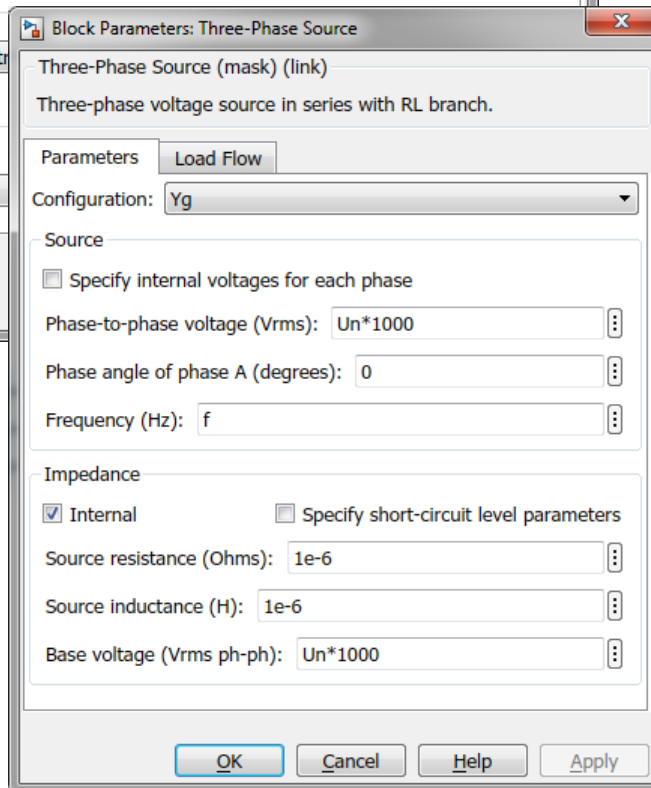 Block Parameters: Three-Phase Source
x
Three-Phase Source (mask) (link)
Three-phase voltage source in series with RL branch.
Parameters Load Flow
Configuration: Yg
Source
Specify internal voltages for each phase
Phase-to-phase voltage (Vrms): Un*1000
Phase angle of phase A (degrees): 0
Frequency (Hz): f
Impedance
Internal Specify short-circuit level parameters
Source resistance (Ohms): 1e-6
Source inductance (H): 1e-6
Base voltage (Vrms ph-ph): Un*1000
OK Cancel Help Apply